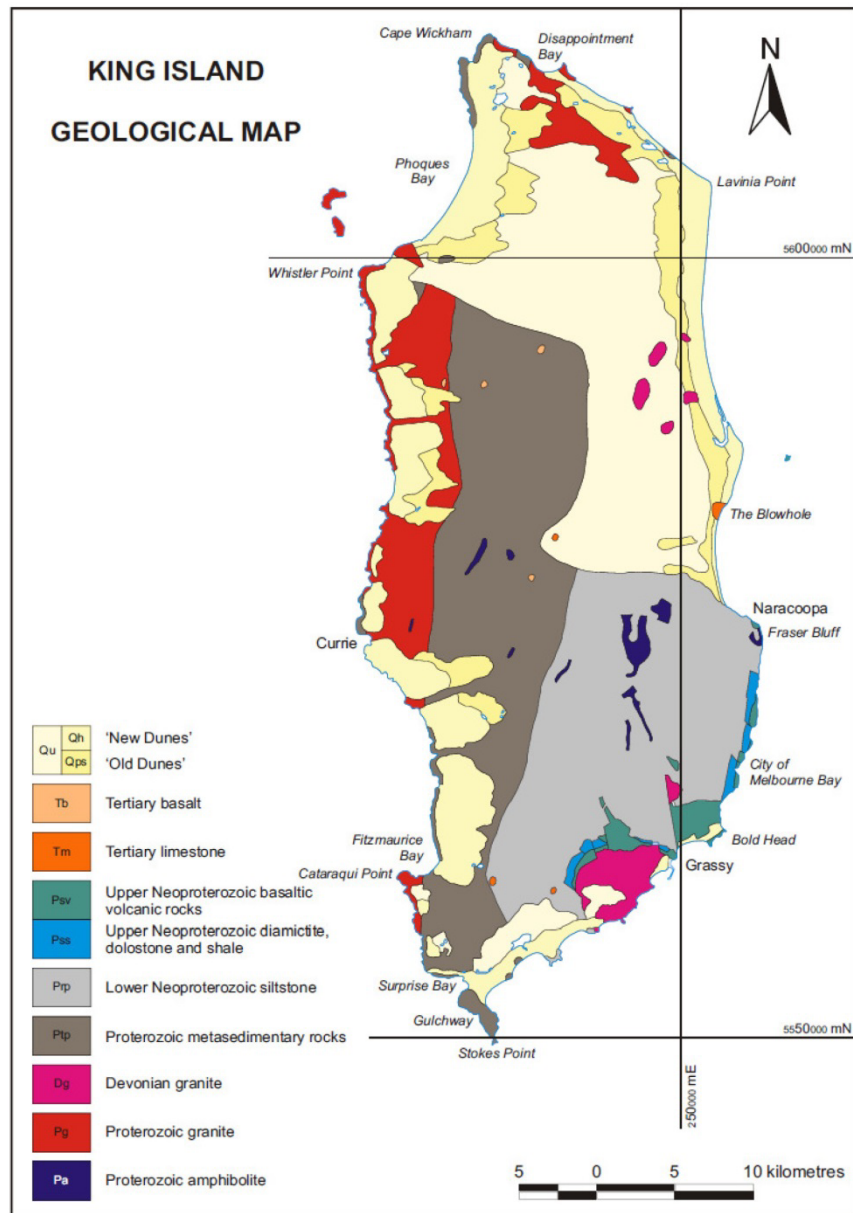 KING ISLAND
GEOLOGICAL MAP
Cape Wickham
Disappointment
Bay
N
Phoques
Bay
Lavinia Point
5600000 mN
Whistler Point
The Blowhole
Naracoopa
Fraser Bluff
Currie
City of
Melbourne Bay
Bold Head
Grassy
Fitzmaurice
Bay
Cataraqui Point
Surprise Bay
Gulchway
Stokes Point
5550000 mN
250000 mE
Qu
Qh
'New Dunes'
Qps
'Old Dunes'
Tb
Tertiary basalt
Tm
Tertiary limestone
Psv
Upper Neoproterozoic basaltic
volcanic rocks
Pss
Upper Neoproterozoic diamictite,
dolostone and shale
Prp
Lower Neoproterozoic siltstone
Ptp
Proterozoic metasedimentary rocks
Dg
Devonian granite
Pg
Proterozoic granite
Pa
Proterozoic amphibolite
5 0 5 10 kilometres